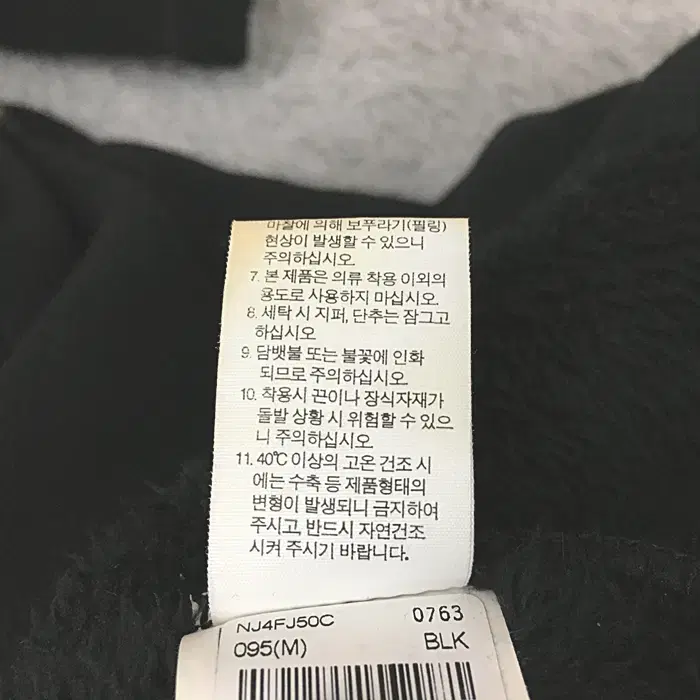 마찰에 의해 보푸라기(필링)
현상이 발생할 수 있으니
주의하십시오.
7. 본 제품은 의류 착용 이외의
용도로 사용하지 마십시오.
8. 세탁 시 지퍼, 단추는 잠그고
하십시오
9. 담뱃불 또는 불꽃에 인화
되므로 주의하십시오.
10. 착용시 끈이나 장식자재가
돌발 상황 시 위험할 수 있으
니 주의하십시오.
11. 40℃ 이상의 고온 건조 시
에는 수축 등 제품형태의
변형이 발생되니 금지하여
주시고, 반드시 자연건조
시켜 주시기 바랍니다.
NJ4FJ50C 0763
095(M) BLK